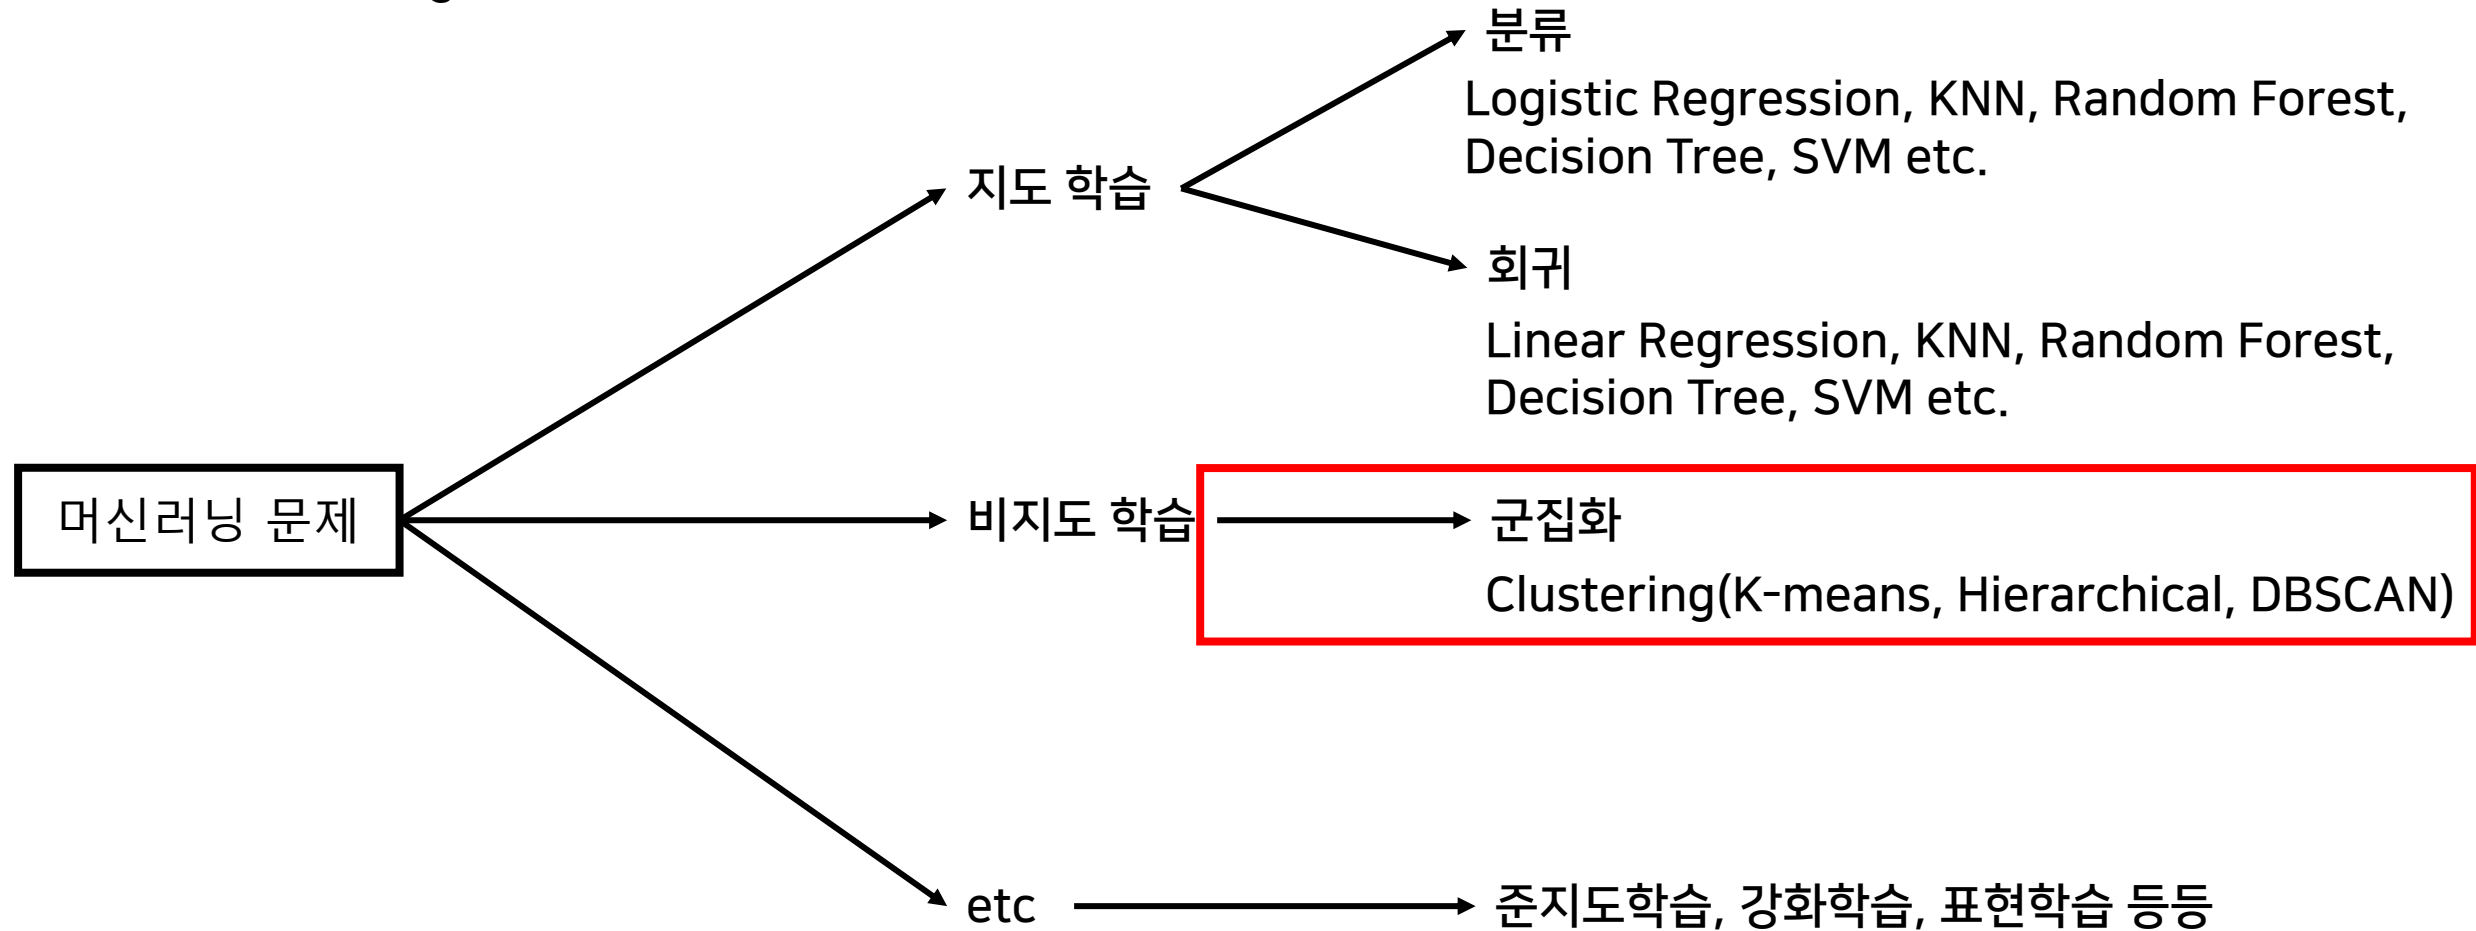 분류
Logistic Regression, KNN, Random Forest,
Decision Tree, SVM etc.
지도 학습
회귀
Linear Regression, KNN, Random Forest,
Decision Tree, SVM etc.
머신러닝 문제
비지도 학습
군집화
Clustering(K-means, Hierarchical, DBSCAN)
etc
준지도학습, 강화학습, 표현학습 등등